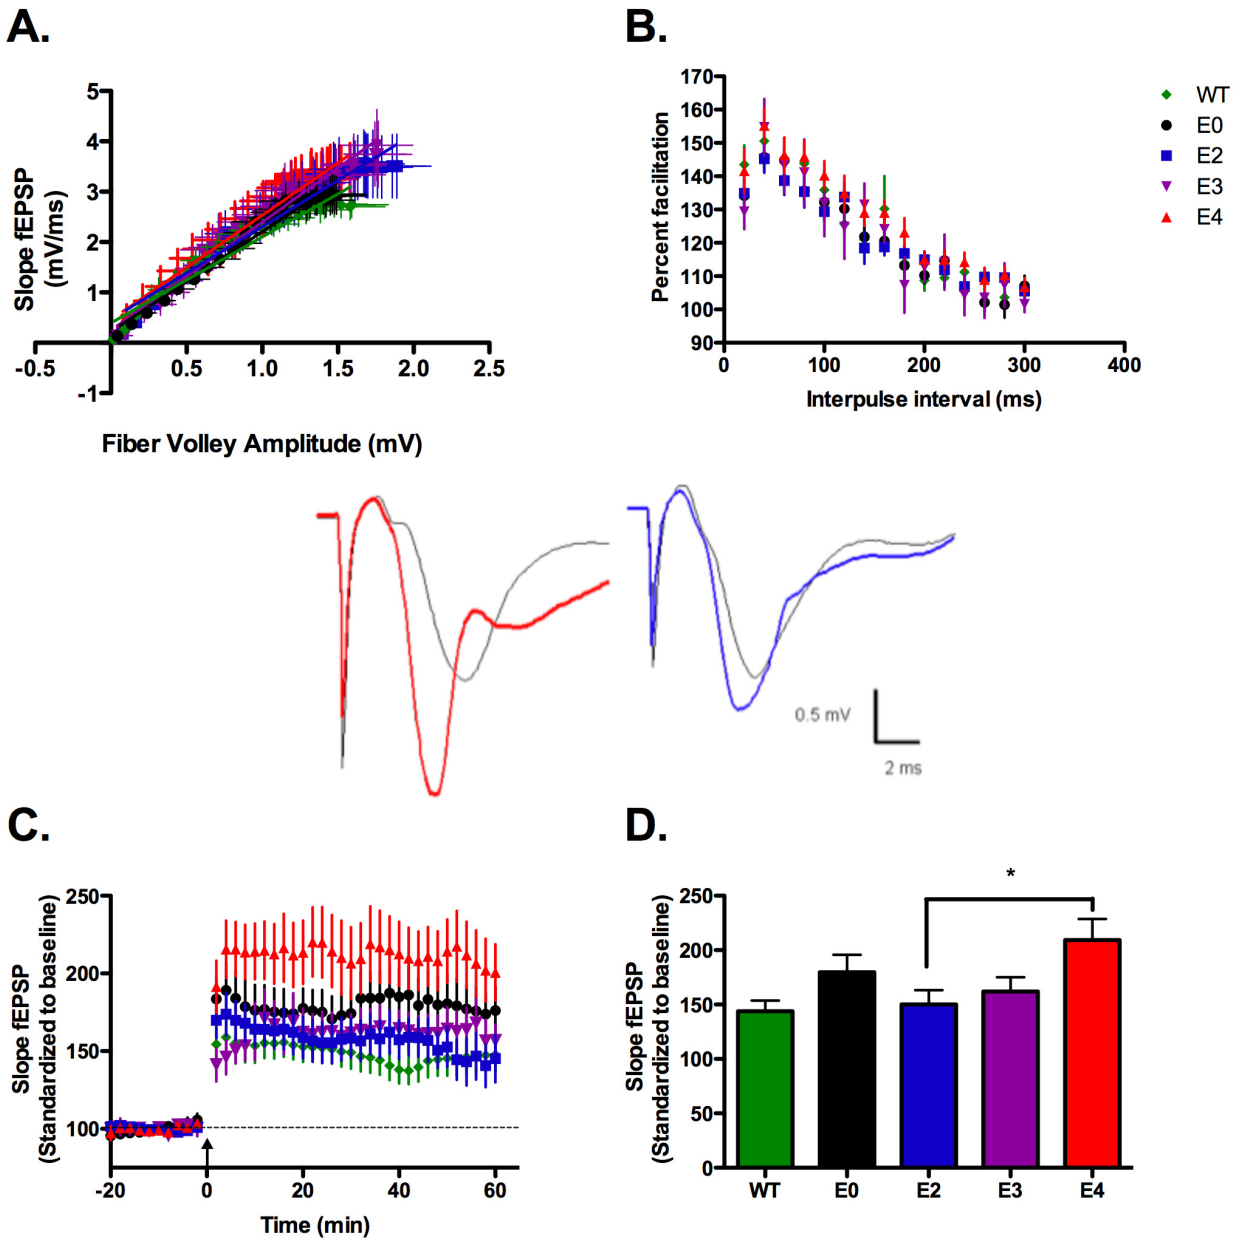 A.
5
4
3
2
1
-1
-0.5
0.5
1.0
1.5
2.0
2.5
Slope fEPSP
(mV/ms)
Fiber Volley Amplitude (mV)
B.
170
160
150
140
130
120
110
100
90
0
100
200
300
400
Percent facilitation
Interpulse interval (ms)
WT
E0
E2
E3
E4
0.5 mV
2 ms
C.
250
200
150
100
-20
0
20
40
60
Slope fEPSP
(Standardized to baseline)
Time (min)
D.
250
200
150
100
50
0
Slope fEPSP
(Standardized to baseline)
*
WT
E0
E2
E3
E4